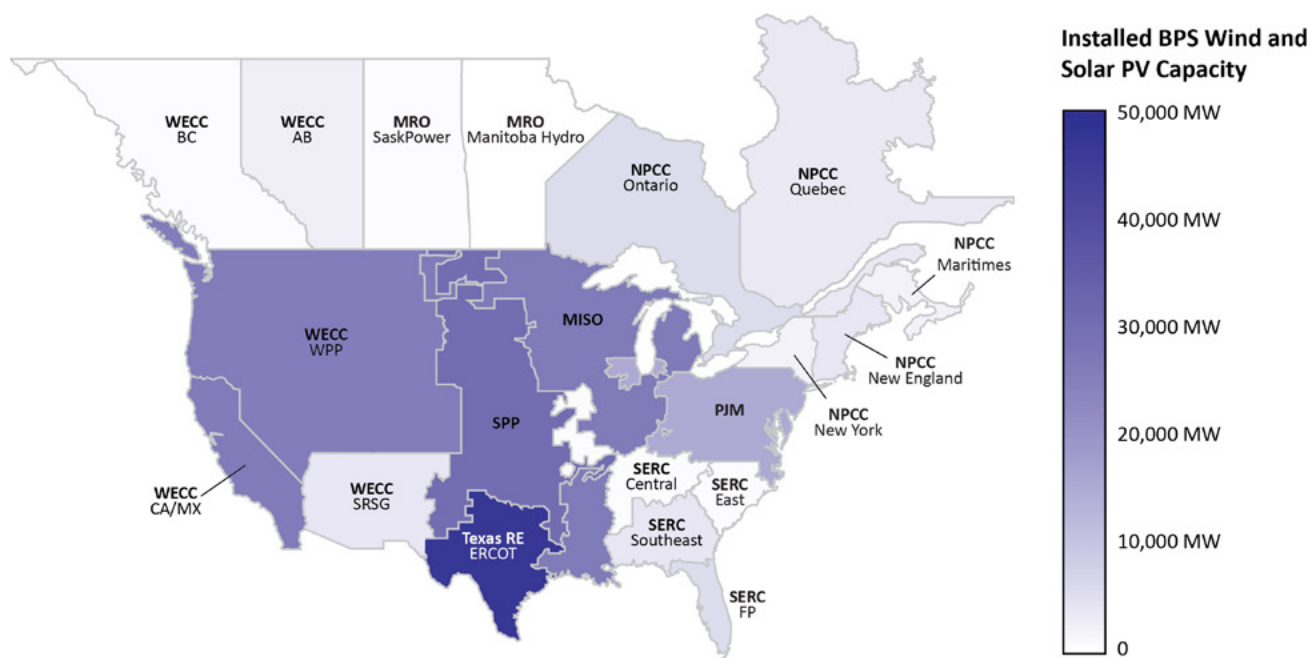 Installed BPS Wind and
Solar PV Capacity
50,000 MW
40,000 MW
30,000 MW
20,000 MW
10,000 MW
0
WECC
BC
WECC
AB
MRO
SaskPower
MRO
Manitoba Hydro
NPCC
Ontario
NPCC
Quebec
NPCC
Maritimes
WECC
WPP
MISO
NPCC
New England
SPP
PJM
NPCC
New York
WECC
CA/MX
WECC
SRSG
SERC
Central
SERC
East
Texas RE
ERCOT
SERC
Southeast
SERC
FP